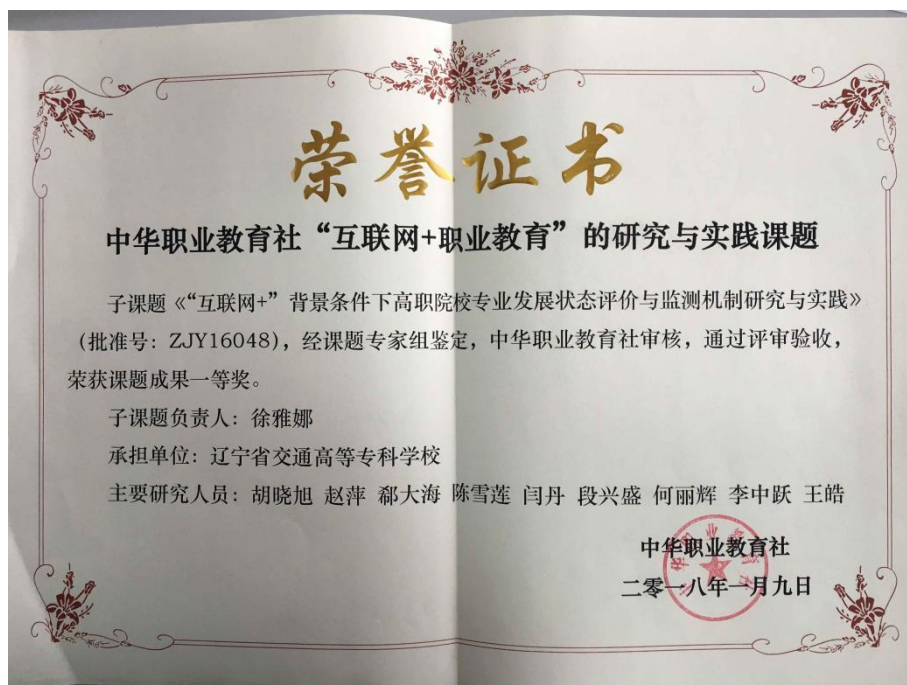 荣誉证书
中华职业教育社“互联网+职业教育”的研究与实践课题
子课题《“互联网+”背景条件下高职院校专业发展状态评价与监测机制研究与实践》
(批准号：ZJY16048)，经课题专家组鉴定，中华职业教育社审核，通过评审验收，
荣获课题成果一等奖。
子课题负责人：徐雅娜
承担单位：辽宁省交通高等专科学校
主要研究人员：胡晓旭 赵萍 郗大海 陈雪莲 闫丹 段兴盛 何丽辉 李中跃 王皓
中华职业教育社
二零一八年一月九日
中华职业教育社